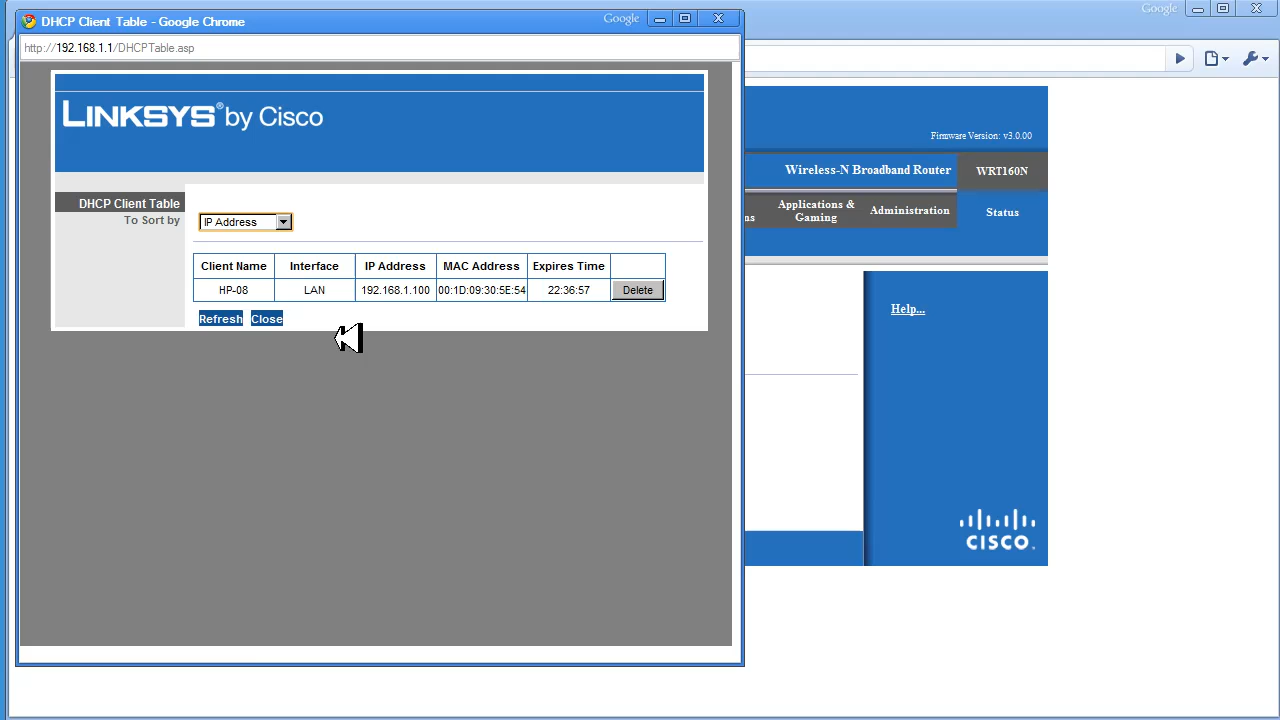 DHCP Client Table - Google Chrome
Google
http://192.168.1.1/DHCPTable.asp
LINKSYS® by Cisco
DHCP Client Table
To Sort by
IP Address
Client Name Interface IP Address MAC Address Expires Time
HP-08 LAN 192.168.1.100 00:1D:09:30:5E:54 22:36:57 Delete
Refresh Close
Google
Firmware Version: v3.0.00
Wireless-N Broadband Router WRT160N
ns
Applications &
Gaming
Administration
Status
Help...
CISCO.